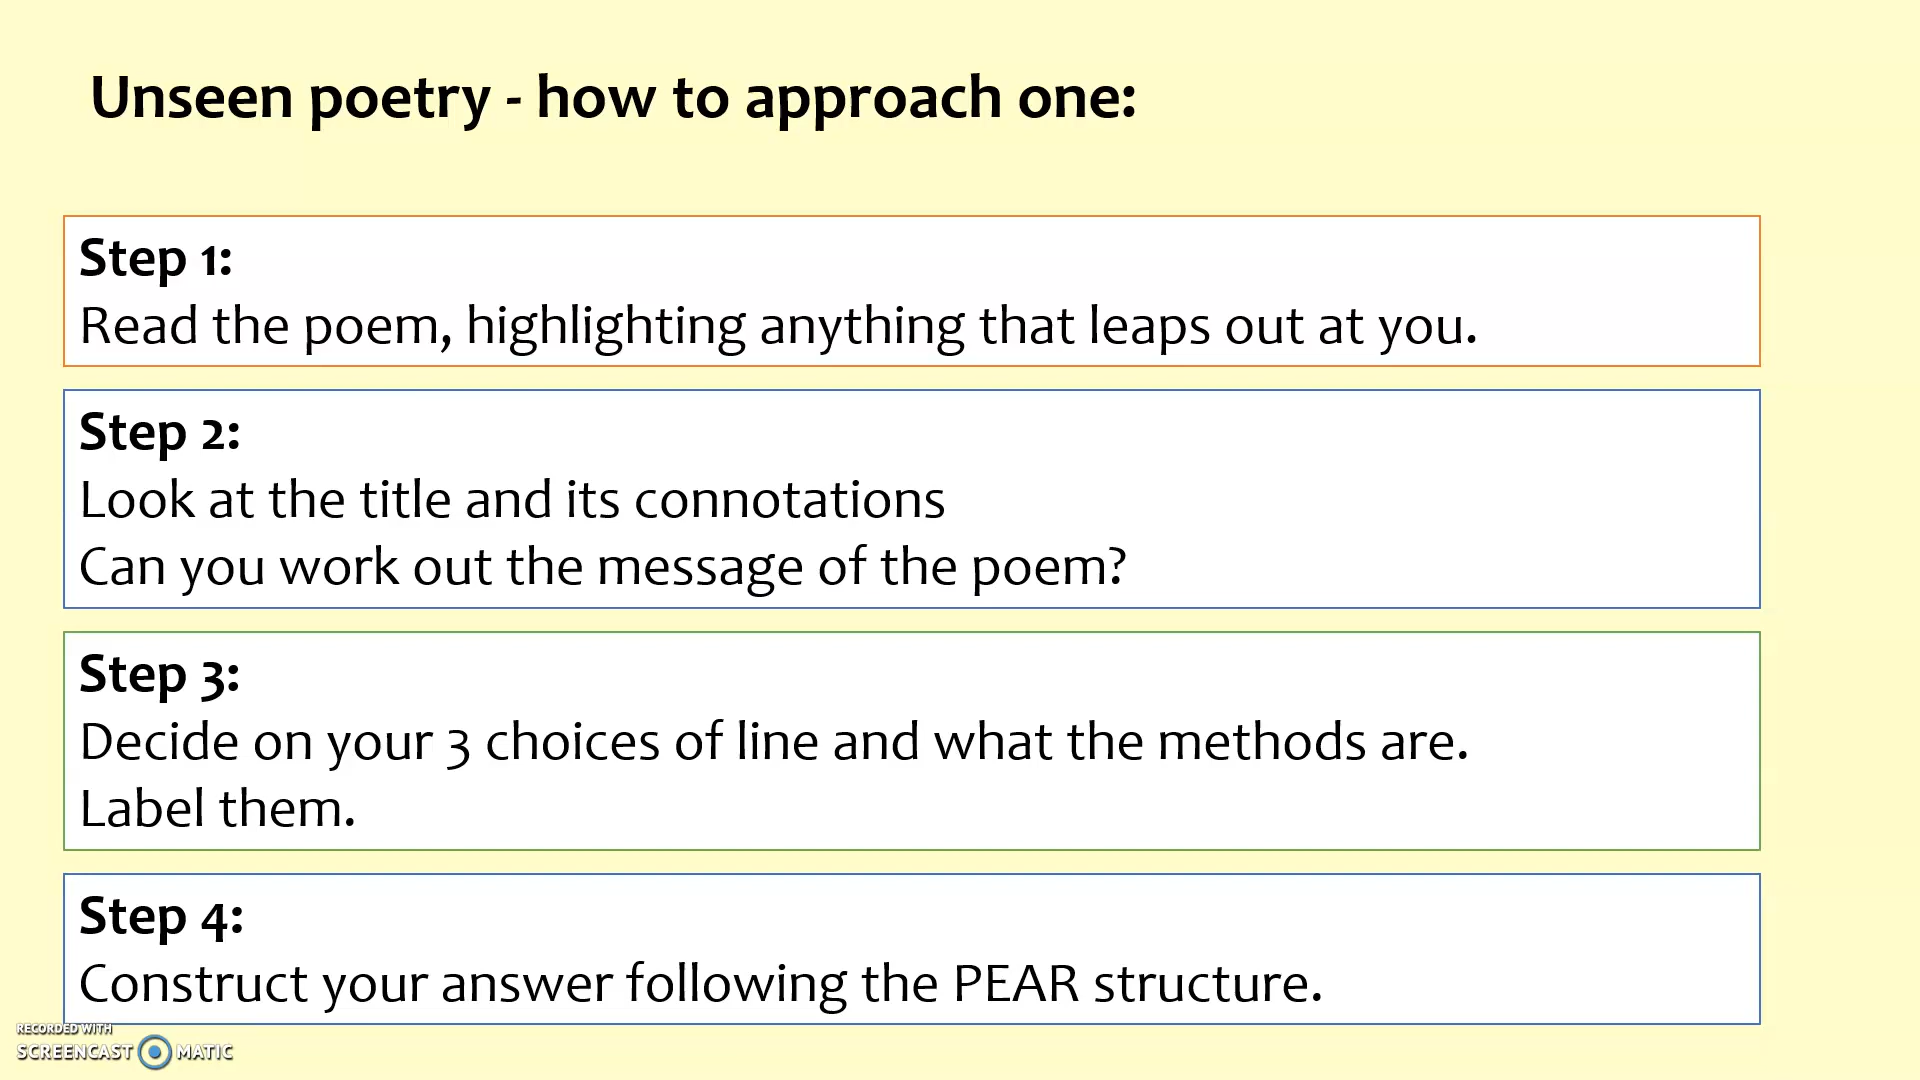 Unseen poetry - how to approach one:
Step 1:
Read the poem, highlighting anything that leaps out at you.
Step 2:
Look at the title and its connotations
Can you work out the message of the poem?
Step 3:
Decide on your 3 choices of line and what the methods are.
Label them.
Step 4:
Construct your answer following the PEAR structure.
RECORDED WITH
SCREENCAST MATIC